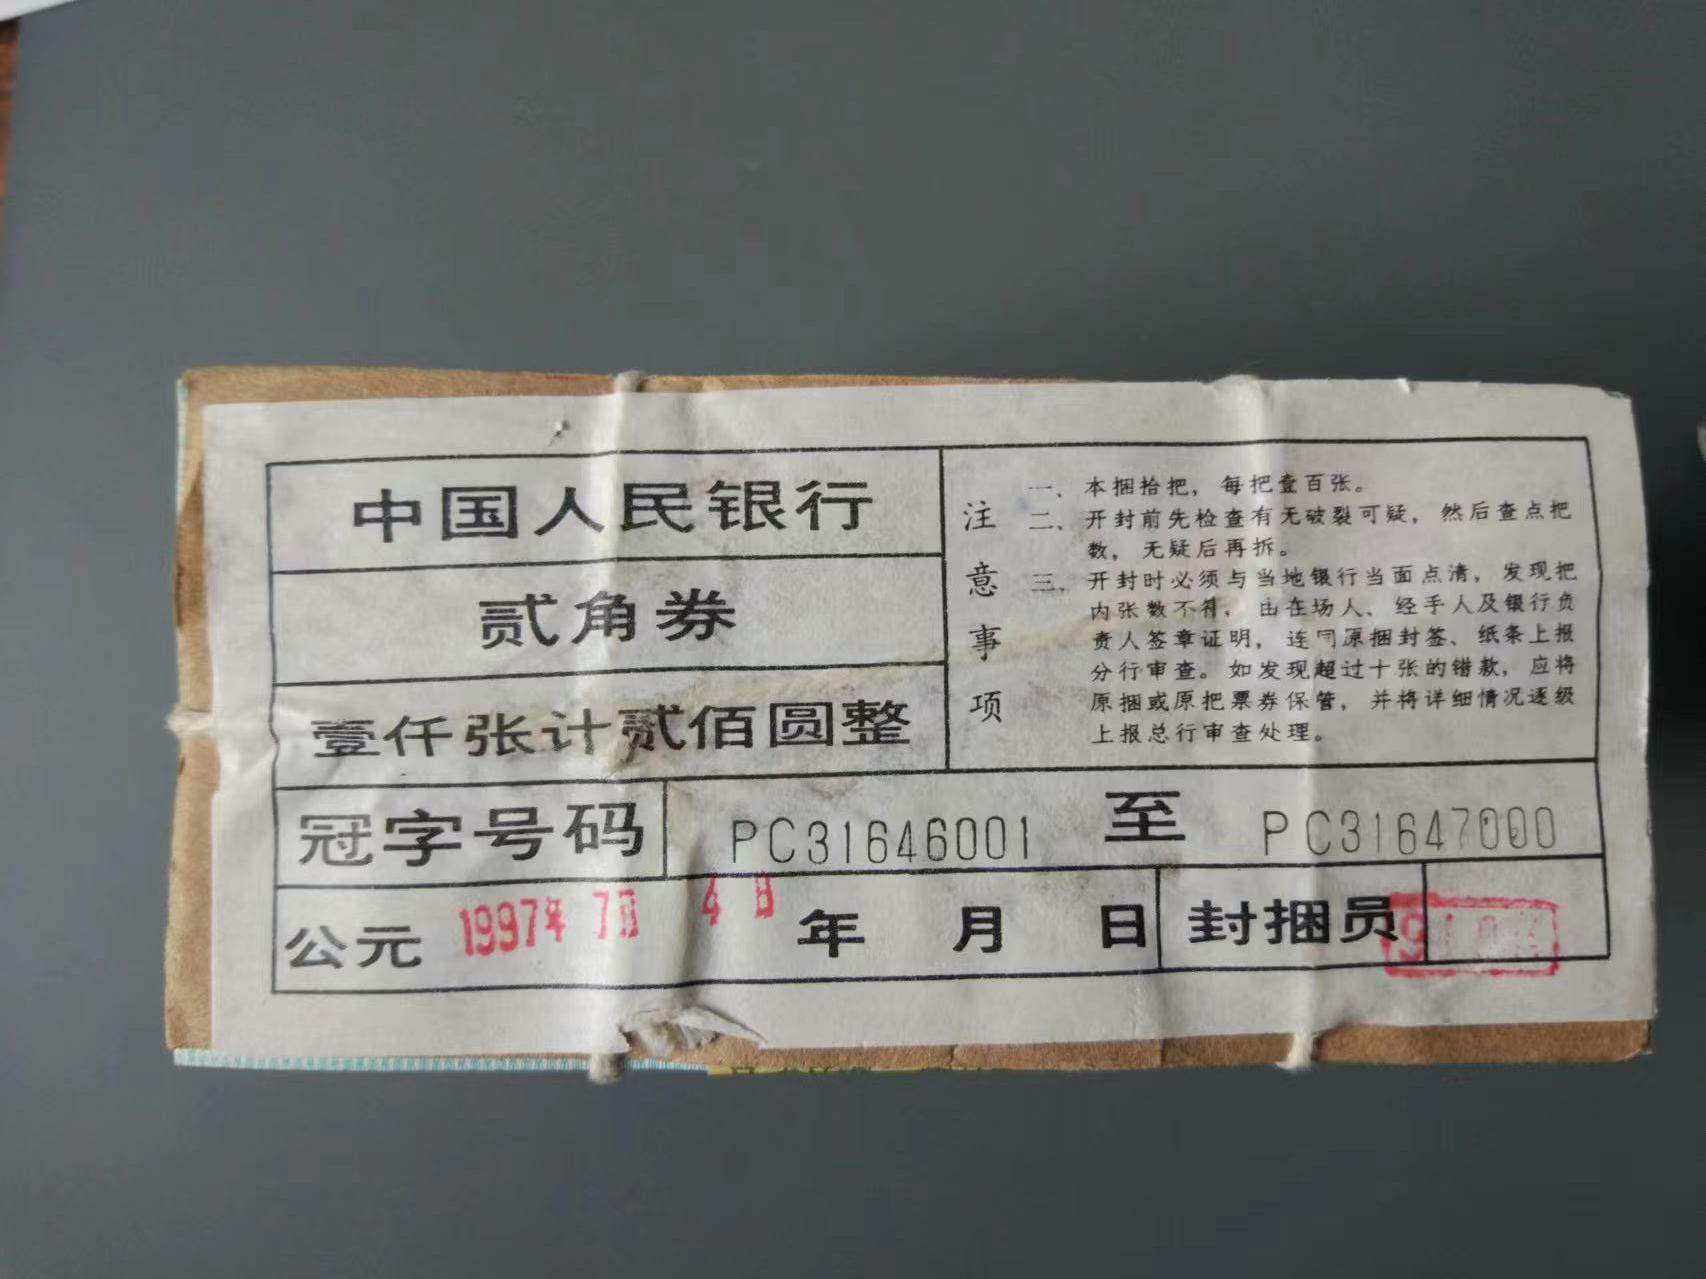 中国人民银行
贰角券
壹仟张计贰佰圆整
注意事项
一、本捆拾把，每把壹百张。
二、开封前先检查有无破裂可疑，然后查点把
数，无疑后再拆。
三、开封时必须与当地银行当面点清，发现把
内张数不符，由在场人、经手人及银行负
责人签章证明，连同原捆封签、纸条上报
分行审查。如发现超过十张的错款，应将
原捆或原把票券保管，并将详细情况逐级
上报总行审查处理。
冠字号码 PC31646001 至 PC31647000
公元 1997年 7月 4日 年 月 日 封捆员